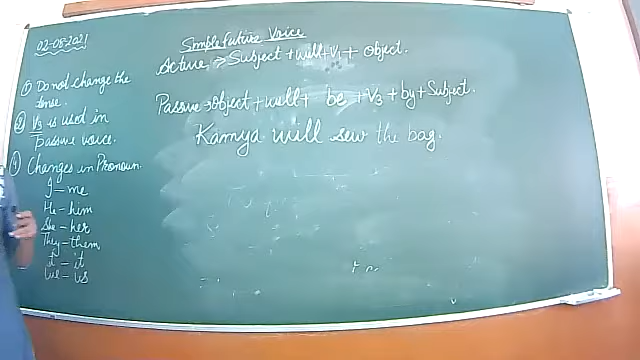 02-08-2021
① Do not change the
tense.
② V3 is used in
passive voice.
④ Changes in Pronoun.
I - me
He - him
She - her
They - them
it - it
We - us
Simple Future Voice
Active → Subject + will + V1 + object.
Passive → object + will + be + V3 + by + Subject.
Kamya will sew the bag.